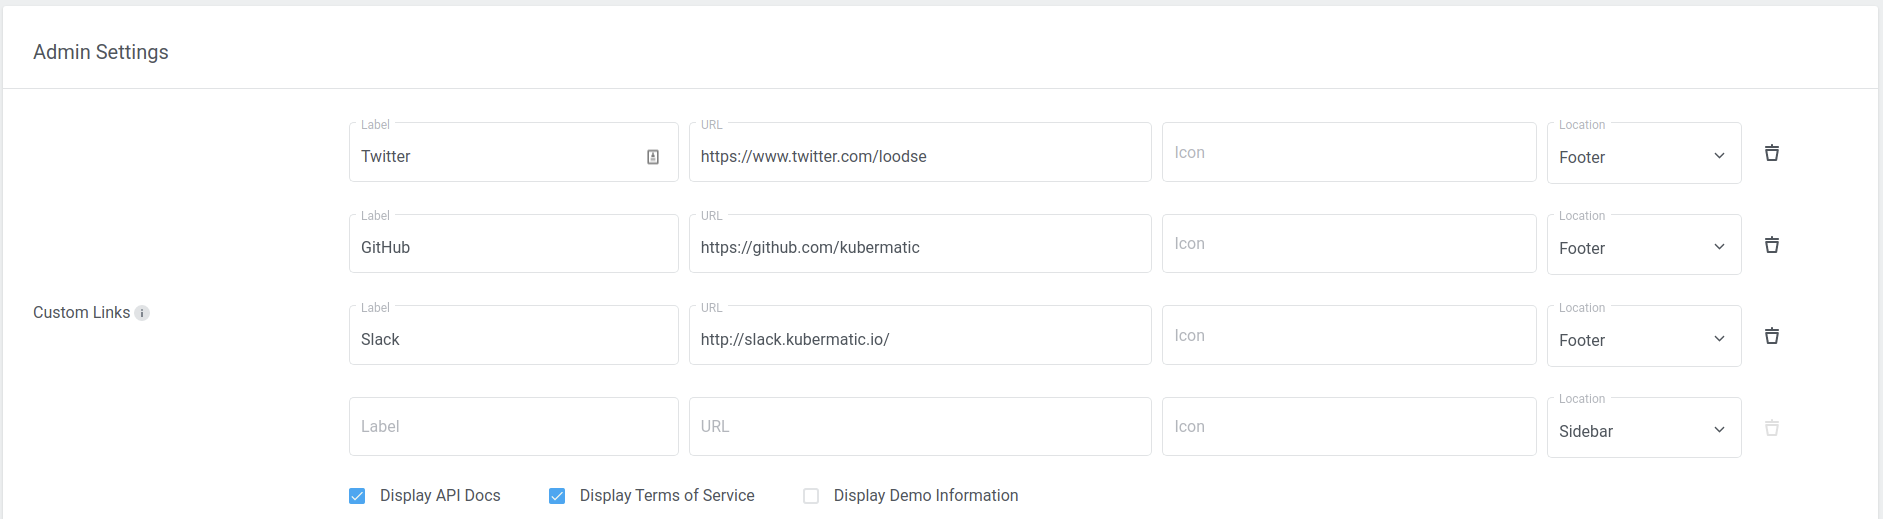 Admin Settings
Label URL Location
Twitter https://www.twitter.com/loodse Icon Footer
Label URL Location
GitHub https://github.com/kubermatic Icon Footer
Custom Links i
Label URL Location
Slack http://slack.kubermatic.io/ Icon Footer
Location
Label URL Icon Sidebar
Display API Docs Display Terms of Service Display Demo Information